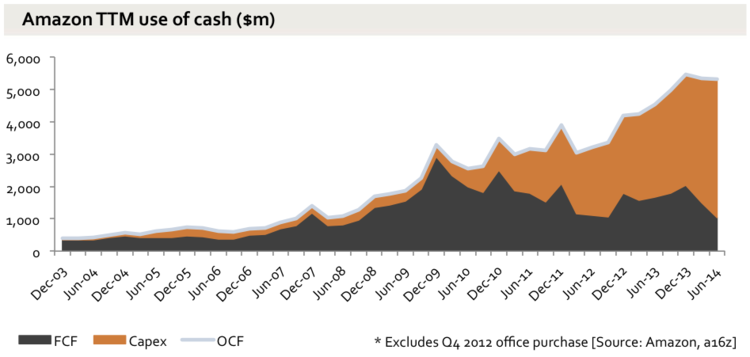 Amazon TTM use of cash ($m)
6,000
5,000
4,000
3,000
2,000
1,000
0
Dec-03
Jun-04
Dec-04
Jun-05
Dec-05
Jun-06
Dec-06
Jun-07
Dec-07
Jun-08
Dec-08
Jun-09
Dec-09
Jun-10
Dec-10
Jun-11
Dec-11
Jun-12
Dec-12
Jun-13
Dec-13
Jun-14
FCF Capex OCF * Excludes Q4 2012 office purchase [Source: Amazon, a16z]